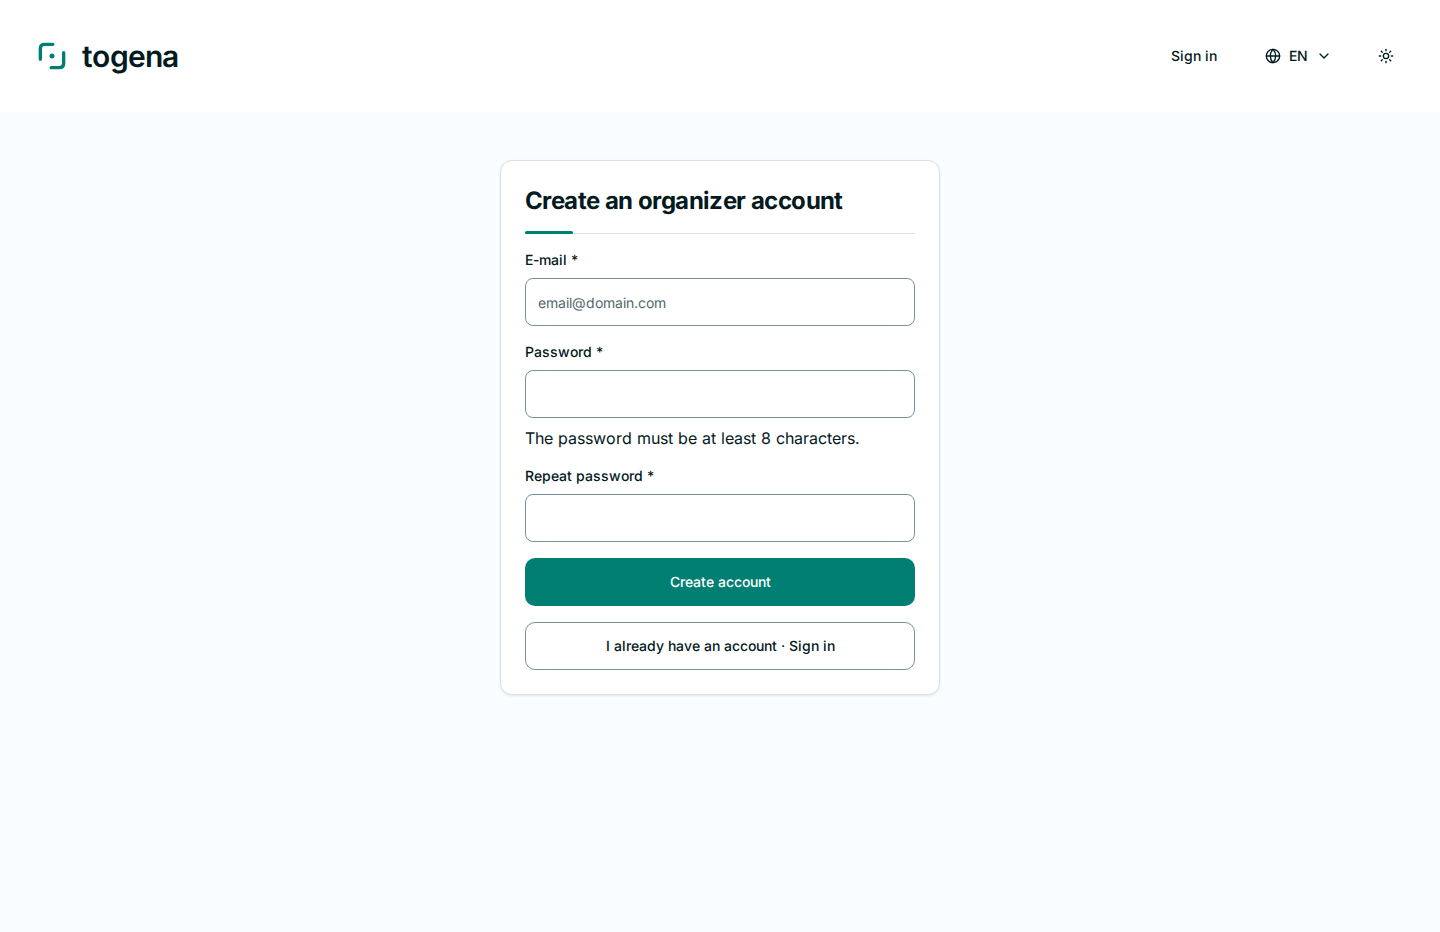 togena
Sign in
EN
Create an organizer account
E-mail *
email@domain.com
Password *
The password must be at least 8 characters.
Repeat password *
Create account
I already have an account · Sign in